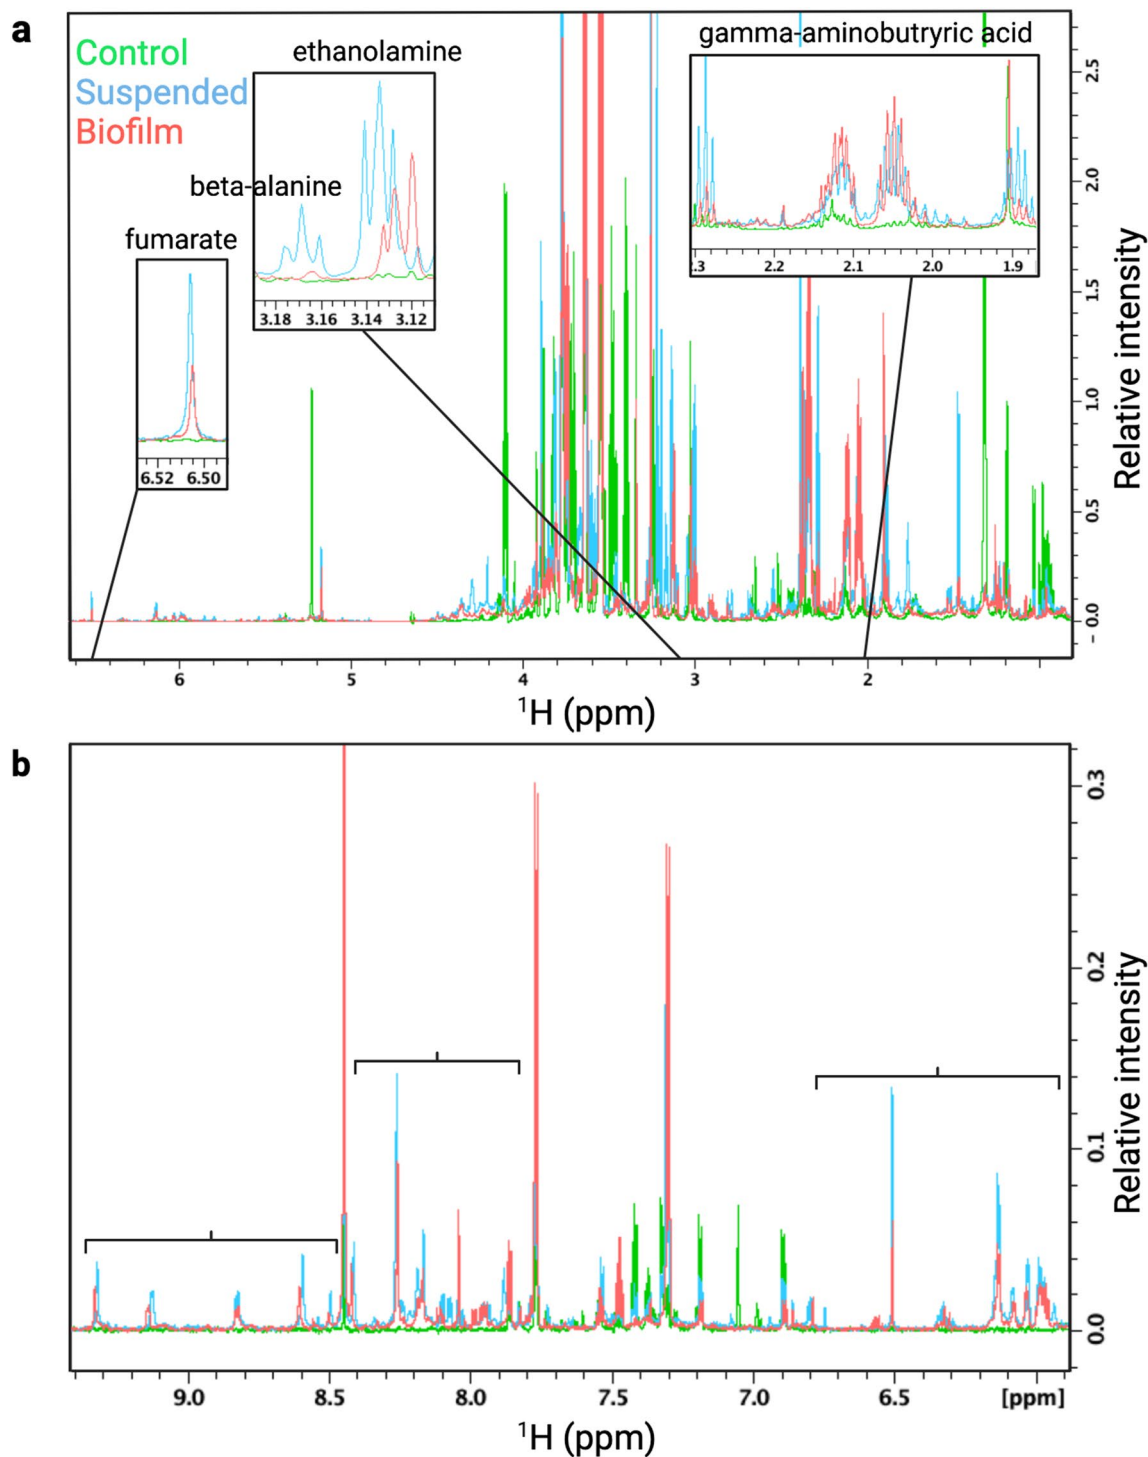 a
Control
Suspended
Biofilm
ethanolamine
beta-alanine
fumarate
gamma-aminobutryric acid
3.18 3.16 3.14 3.12
6.52 6.50
.3 2.2 2.1 2.0 1.9
2.5
2.0
1.5
1.0
0.5
- 0.0
Relative intensity
6 5 4 3 2
¹H (ppm)
b
0.3
0.2
0.1
0.0
Relative intensity
9.0 8.5 8.0 7.5 7.0 6.5 [ppm]
¹H (ppm)